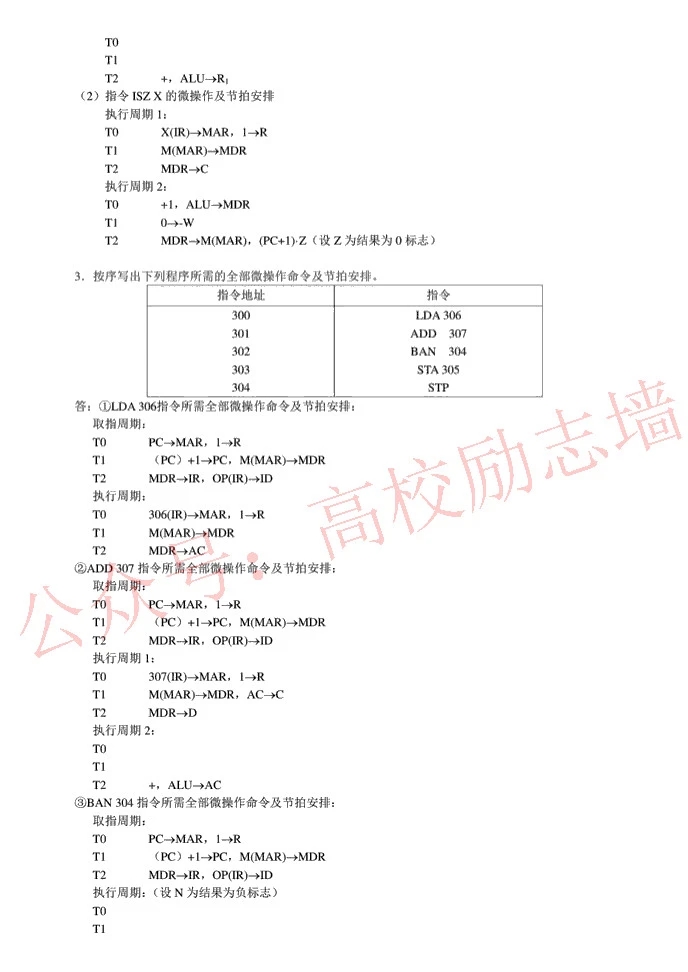 T0
T1
T2 +，ALU→R₁
（2）指令 ISZ X 的微操作及节拍安排
执行周期 1：
T0 X(IR)→MAR，1→R
T1 M(MAR)→MDR
T2 MDR→C
执行周期 2：
T0 +1，ALU→MDR
T1 0→-W
T2 MDR→M(MAR)，(PC+1)·Z（设 Z 为结果为 0 标志）
3．按序写出下列程序所需的全部微操作命令及节拍安排。
指令地址 指令
300 LDA 306
301 ADD 307
302 BAN 304
303 STA 305
304 STP
答：①LDA 306指令所需全部微操作命令及节拍安排：
取指周期：
T0 PC→MAR，1→R
T1 （PC）+1→PC，M(MAR)→MDR
T2 MDR→IR，OP(IR)→ID
执行周期：
T0 306(IR)→MAR，1→R
T1 M(MAR)→MDR
T2 MDR→AC
②ADD 307 指令所需全部微操作命令及节拍安排：
取指周期：
T0 PC→MAR，1→R
T1 （PC）+1→PC，M(MAR)→MDR
T2 MDR→IR，OP(IR)→ID
执行周期 1：
T0 307(IR)→MAR，1→R
T1 M(MAR)→MDR，AC→C
T2 MDR→D
执行周期 2：
T0
T1
T2 +，ALU→AC
③BAN 304 指令所需全部微操作命令及节拍安排：
取指周期：
T0 PC→MAR，1→R
T1 （PC）+1→PC，M(MAR)→MDR
T2 MDR→IR，OP(IR)→ID
执行周期：（设 N 为结果为负标志）
T0
T1
公众号：高校励志墙